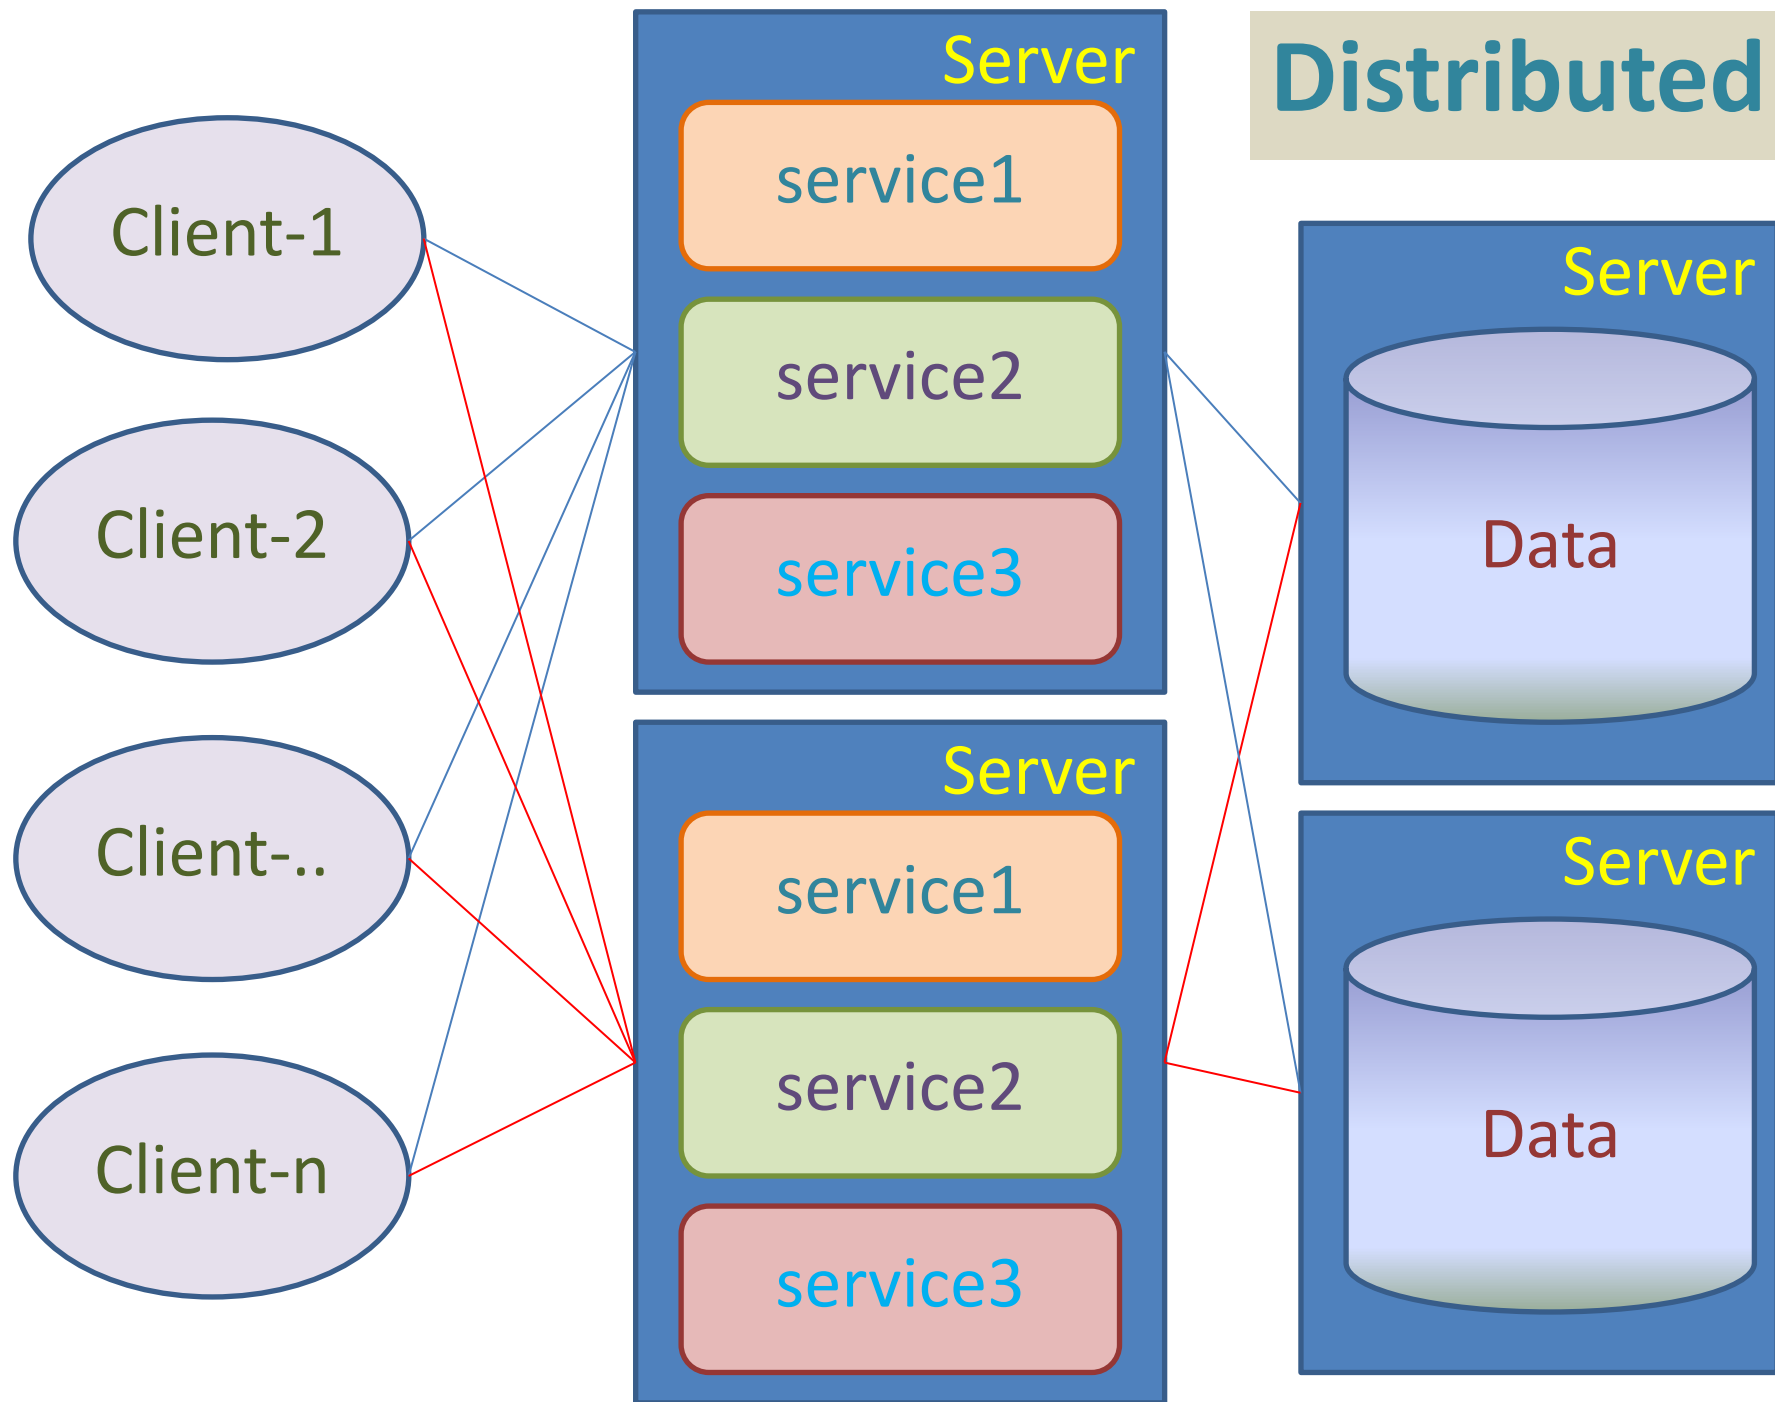 Distributed
Client-1
Client-2
Client-..
Client-n
Server
service1
service2
service3
Server
service1
service2
service3
Server
Data
Server
Data